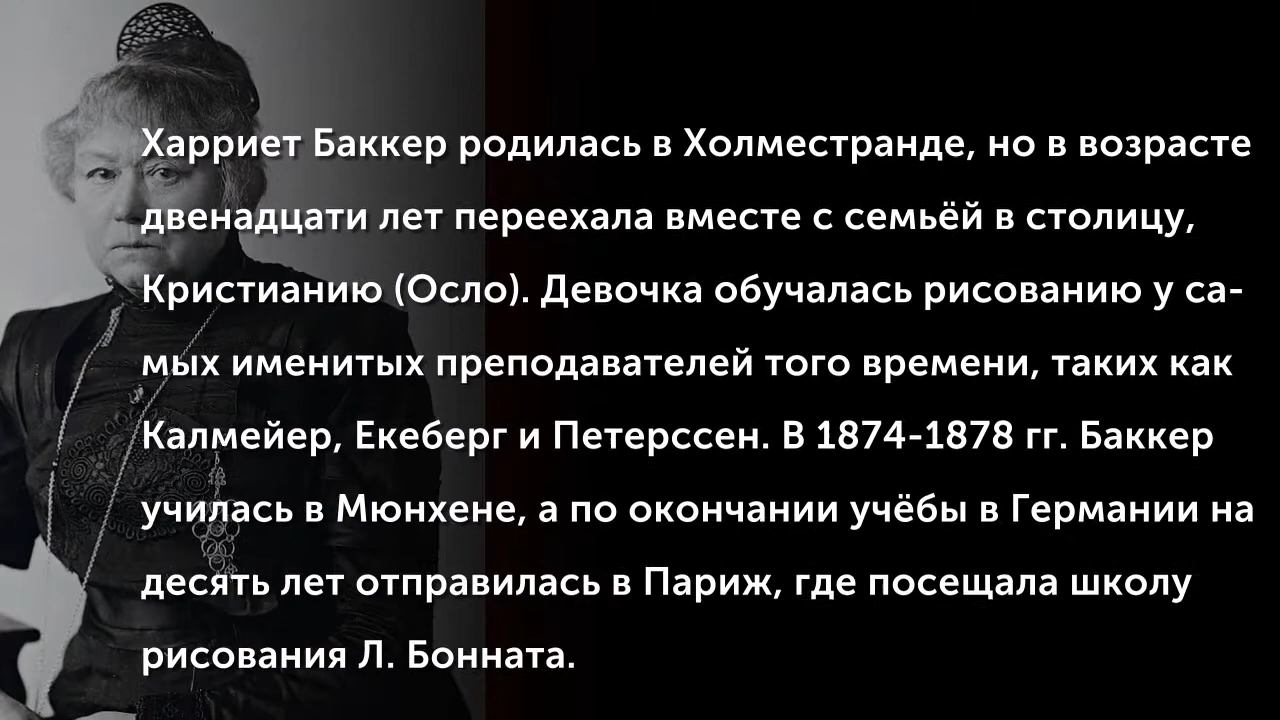 Харриет Баккер родилась в Холместранде, но в возрасте
двенадцати лет переехала вместе с семьёй в столицу,
Кристианию (Осло). Девочка обучалась рисованию у са-
мых именитых преподавателей того времени, таких как
Калмейер, Екеберг и Петерссен. В 1874-1878 гг. Баккер
училась в Мюнхене, а по окончании учёбы в Германии на
десять лет отправилась в Париж, где посещала школу
рисования Л. Бонната.